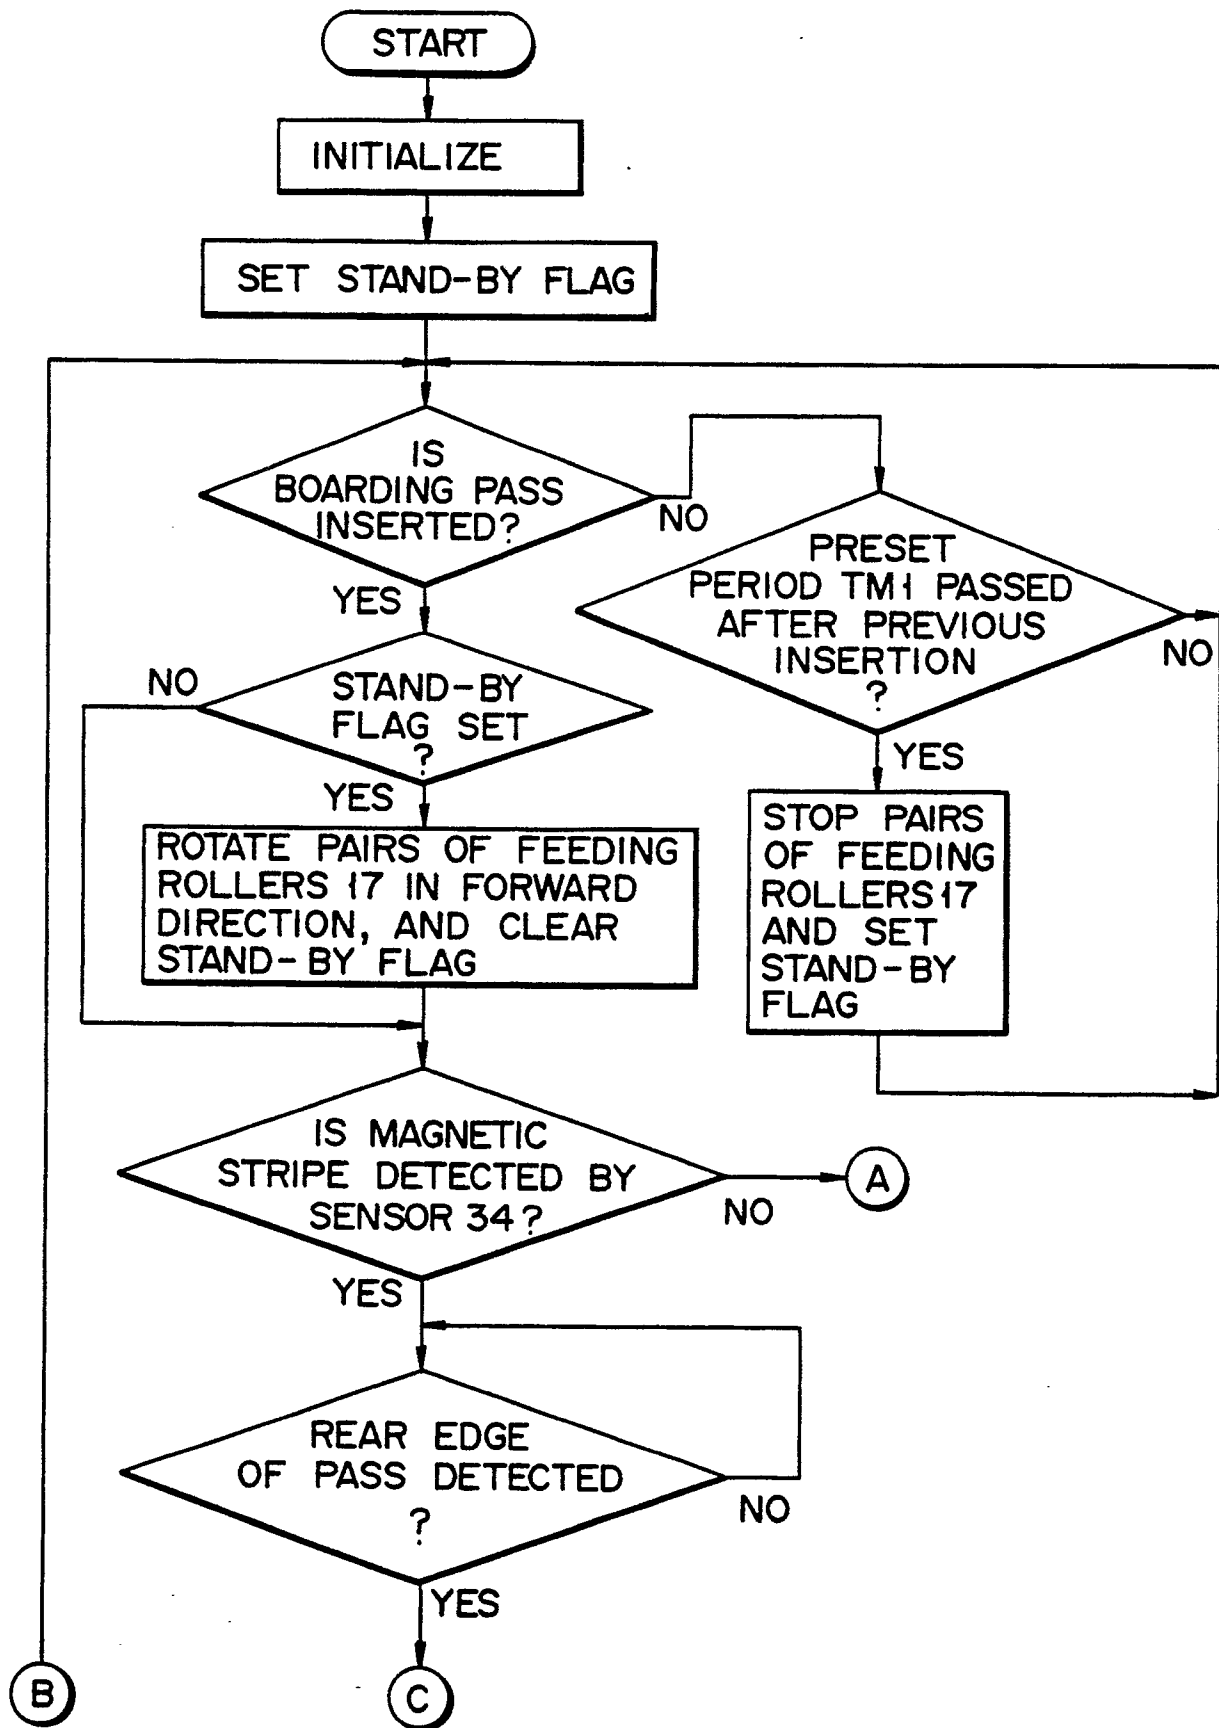 START
INITIALIZE
SET STAND-BY FLAG
IS
BOARDING PASS
INSERTED?
NO
YES
PRESET
PERIOD TM1 PASSED
AFTER PREVIOUS
INSERTION
?
NO
YES
STAND-BY
FLAG SET
?
NO
YES
STOP PAIRS
OF FEEDING
ROLLERS 17
AND SET
STAND-BY
FLAG
ROTATE PAIRS OF FEEDING
ROLLERS 17 IN FORWARD
DIRECTION, AND CLEAR
STAND-BY FLAG
IS MAGNETIC
STRIPE DETECTED BY
SENSOR 34?
NO
A
YES
REAR EDGE
OF PASS DETECTED
?
NO
YES
B
C